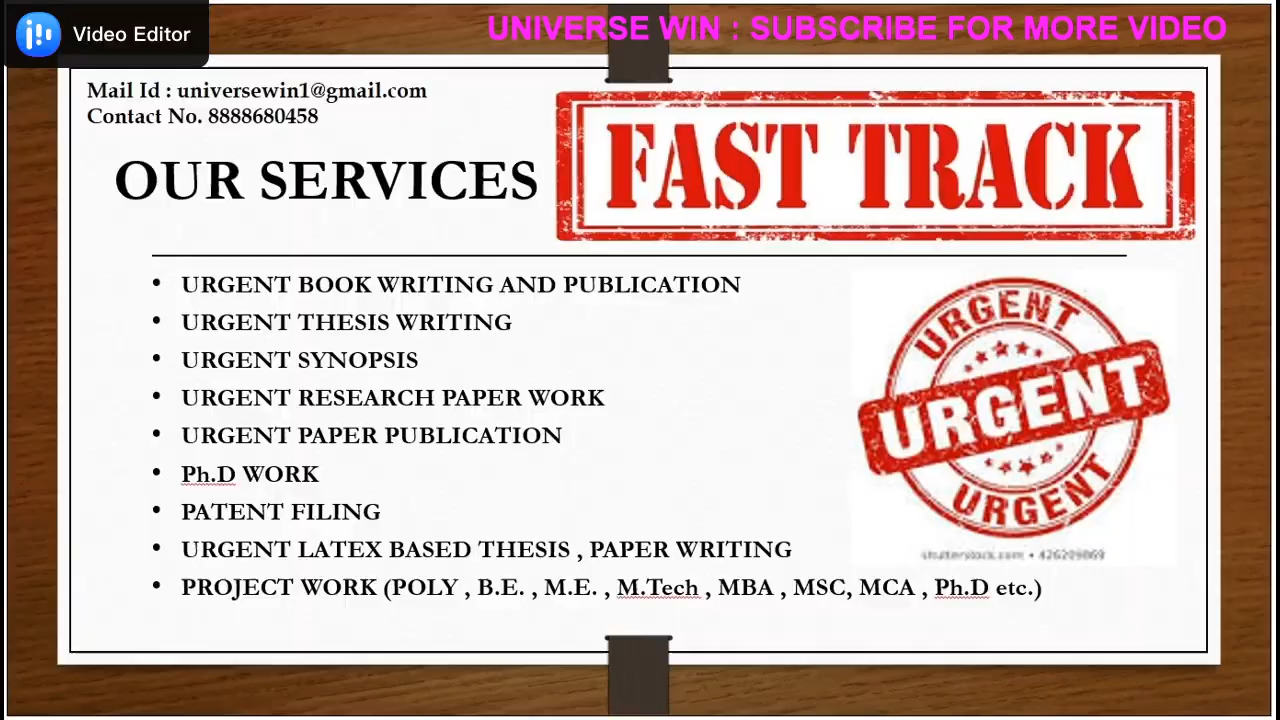 Video Editor
UNIVERSE WIN : SUBSCRIBE FOR MORE VIDEO
Mail Id : universewin1@gmail.com
Contact No. 8888680458
OUR SERVICES
FAST TRACK
• URGENT BOOK WRITING AND PUBLICATION
• URGENT THESIS WRITING
• URGENT SYNOPSIS
• URGENT RESEARCH PAPER WORK
• URGENT PAPER PUBLICATION
• Ph.D WORK
• PATENT FILING
• URGENT LATEX BASED THESIS , PAPER WRITING
• PROJECT WORK (POLY , B.E. , M.E. , M.Tech , MBA , MSC, MCA , Ph.D etc.)
URGENT
URGENT
URGENT
shutterstock.com • 426209869